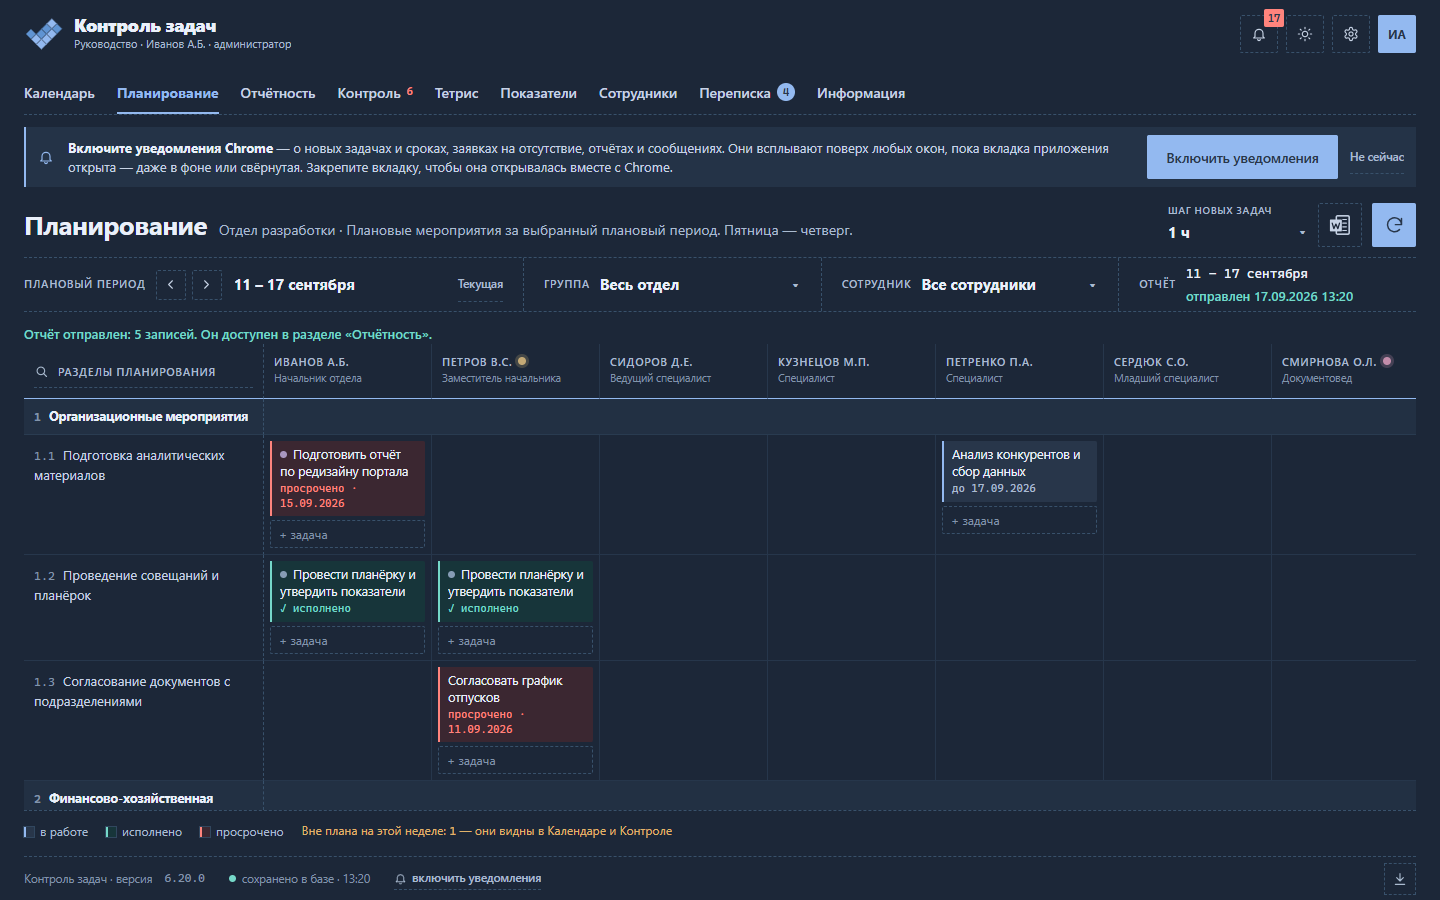 Контроль задач
Руководство · Иванов А.Б. · администратор
17
ИА
Календарь Планирование Отчётность Контроль 6 Тетрис Показатели Сотрудники Переписка 4 Информация
Включите уведомления Chrome — о новых задачах и сроках, заявках на отсутствие, отчётах и сообщениях. Они всплывают поверх любых окон, пока вкладка приложения
открыта — даже в фоне или свёрнутая. Закрепите вкладку, чтобы она открывалась вместе с Chrome.
Включить уведомления
Не сейчас
Планирование
Отдел разработки · Плановые мероприятия за выбранный плановый период. Пятница — четверг.
ШАГ НОВЫХ ЗАДАЧ
1 ч
ПЛАНОВЫЙ ПЕРИОД
11 – 17 сентября
Текущая
ГРУППА Весь отдел
СОТРУДНИК Все сотрудники
ОТЧЁТ
11 – 17 сентября
отправлен 17.09.2026 13:20
Отчёт отправлен: 5 записей. Он доступен в разделе «Отчётность».
РАЗДЕЛЫ ПЛАНИРОВАНИЯ
ИВАНОВ А.Б.
Начальник отдела
ПЕТРОВ В.С.
Заместитель начальника
СИДОРОВ Д.Е.
Ведущий специалист
КУЗНЕЦОВ М.П.
Специалист
ПЕТРЕНКО П.А.
Специалист
СЕРДЮК С.О.
Младший специалист
СМИРНОВА О.Л.
Документовед
1 Организационные мероприятия
1.1 Подготовка аналитических
материалов
Подготовить отчёт
по редизайну портала
просрочено ·
15.09.2026
+ задача
Анализ конкурентов и
сбор данных
до 17.09.2026
+ задача
1.2 Проведение совещаний и
планёрок
Провести планёрку и
утвердить показатели
✓ исполнено
+ задача
Провести планёрку и
утвердить показатели
✓ исполнено
+ задача
1.3 Согласование документов с
подразделениями
Согласовать график
отпусков
просрочено ·
11.09.2026
+ задача
2 Финансово-хозяйственная
в работе исполнено просрочено Вне плана на этой неделе: 1 — они видны в Календаре и Контроле
Контроль задач · версия 6.20.0 сохранено в базе · 13:20 включить уведомления